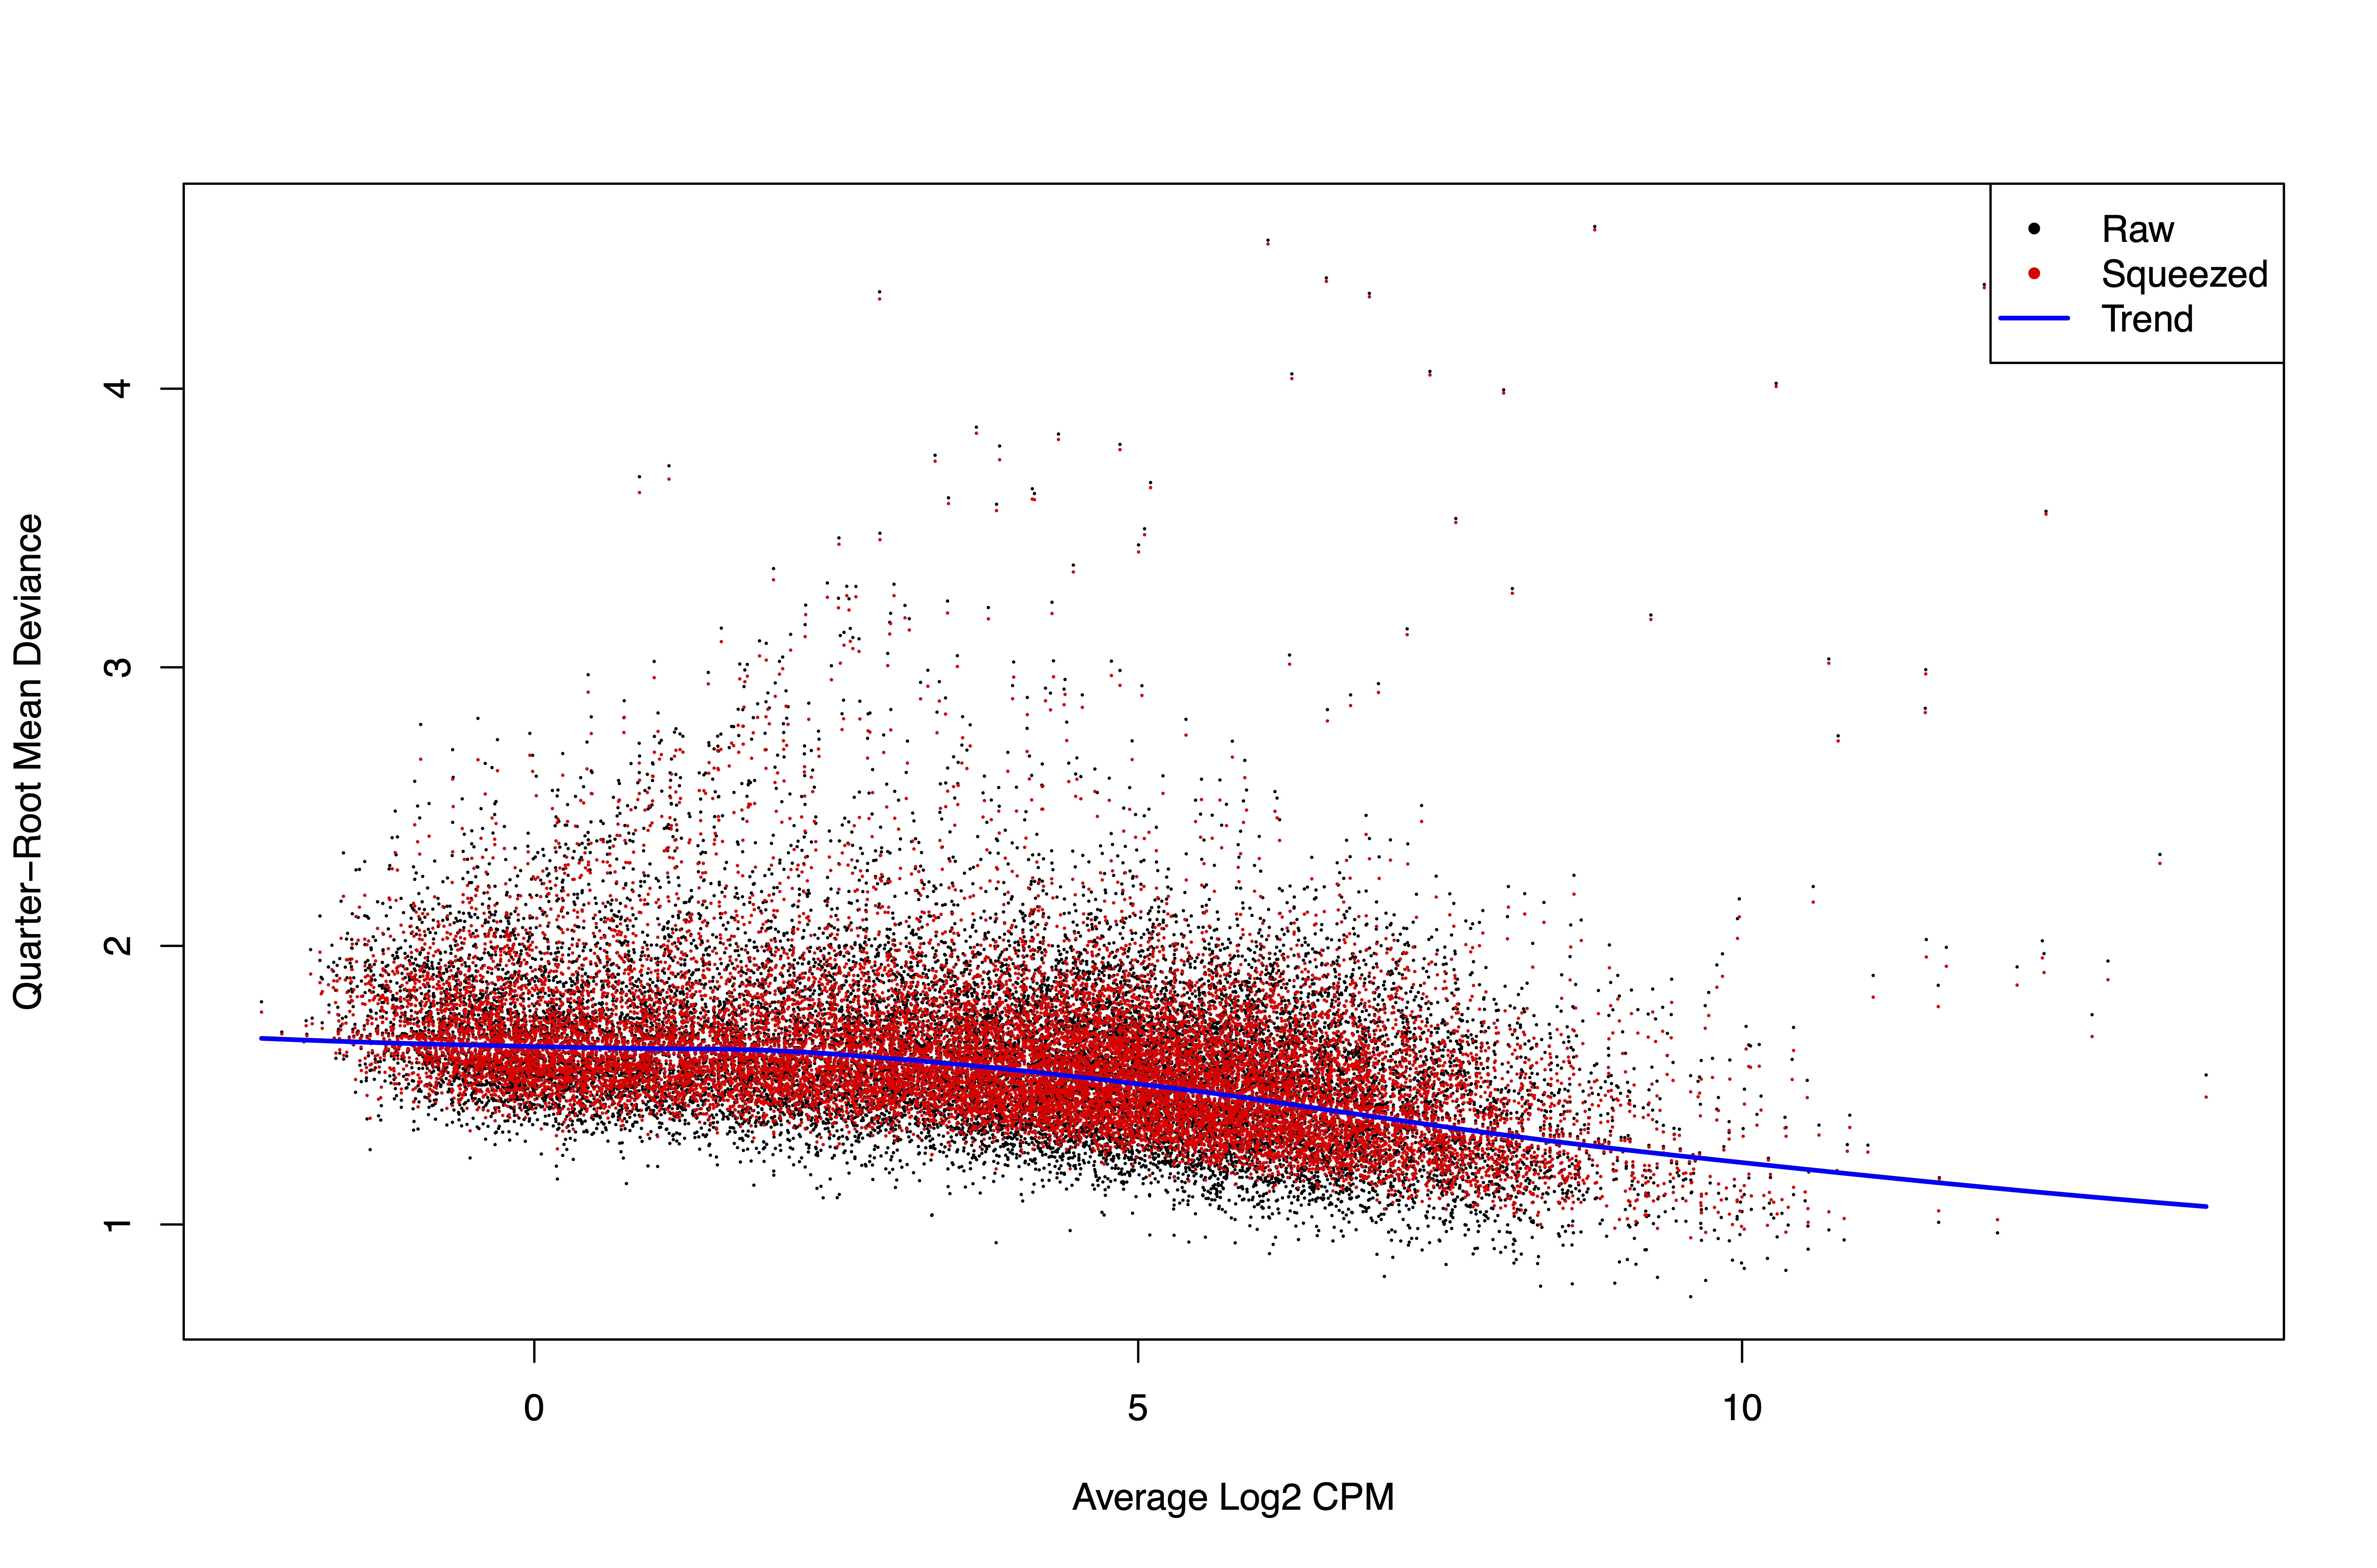 Raw
Squeezed
Trend
Quarter−Root Mean Deviance
4
3
2
1
0
5
10
Average Log2 CPM